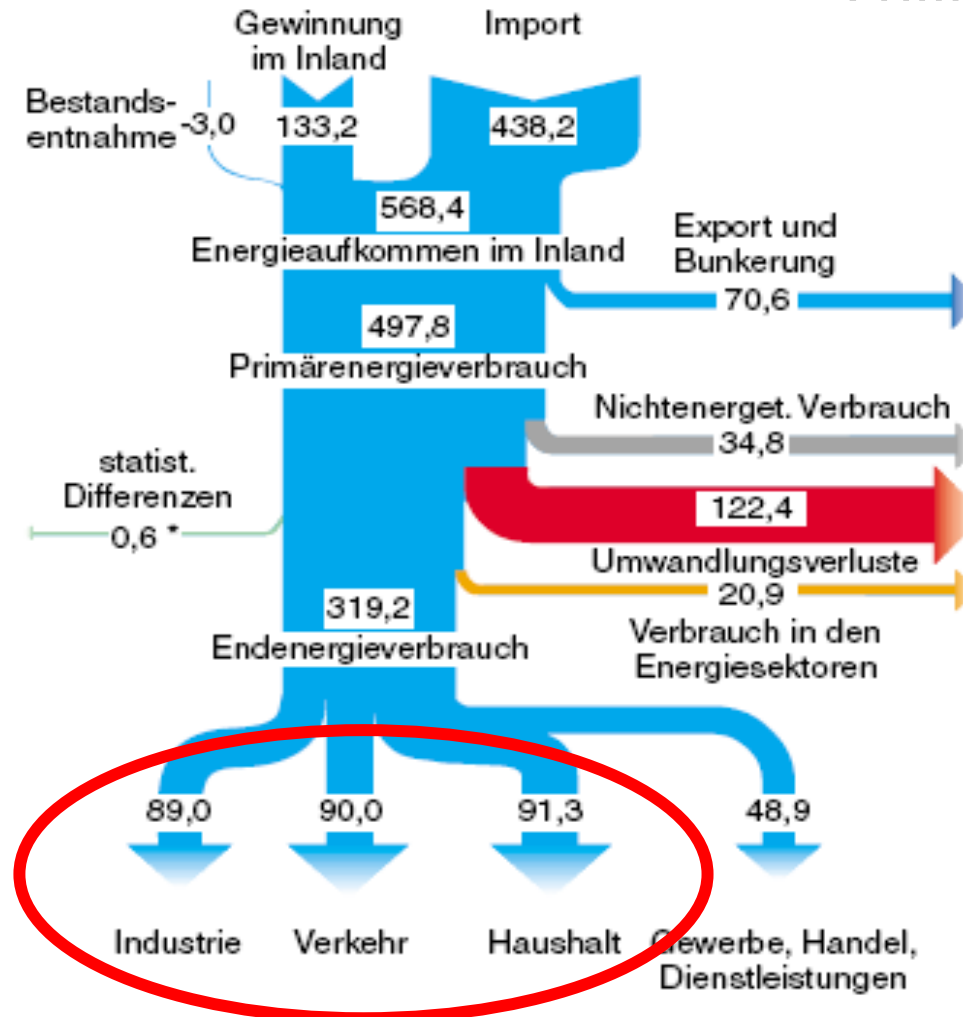 Gewinnung
im Inland
Import
Bestands-
entnahme
-3,0
133,2
438,2
568,4
Energieaufkommen im Inland
Export und
Bunkerung
70,6
497,8
Primärenergieverbrauch
Nichtenerget. Verbrauch
34,8
statist.
Differenzen
0,6 *
122,4
Umwandlungsverluste
20,9
Verbrauch in den
Energiesektoren
319,2
Endenergieverbrauch
89,0
90,0
91,3
48,9
Industrie
Verkehr
Haushalt
Gewerbe, Handel,
Dienstleistungen